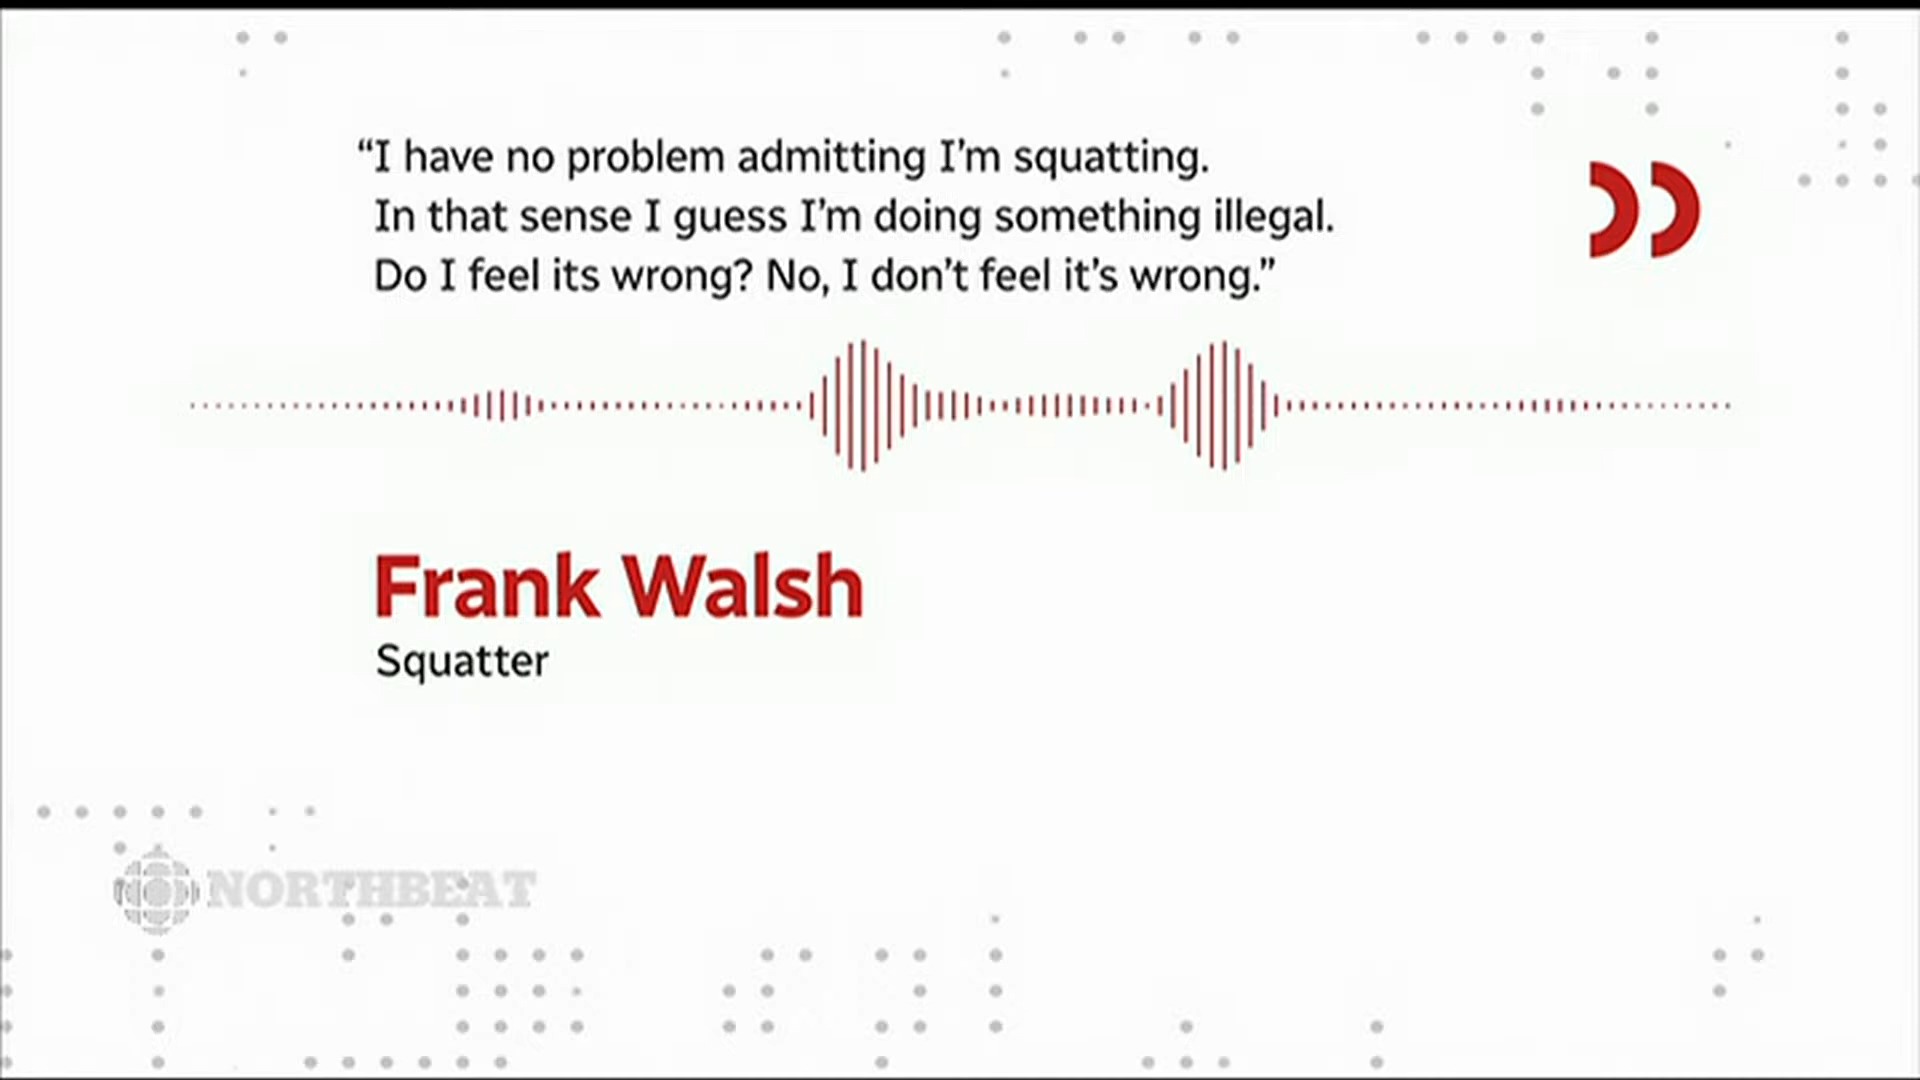 “I have no problem admitting I’m squatting.
In that sense I guess I’m doing something illegal.
Do I feel its wrong? No, I don’t feel it’s wrong.”
Frank Walsh
Squatter
NORTHBEAT